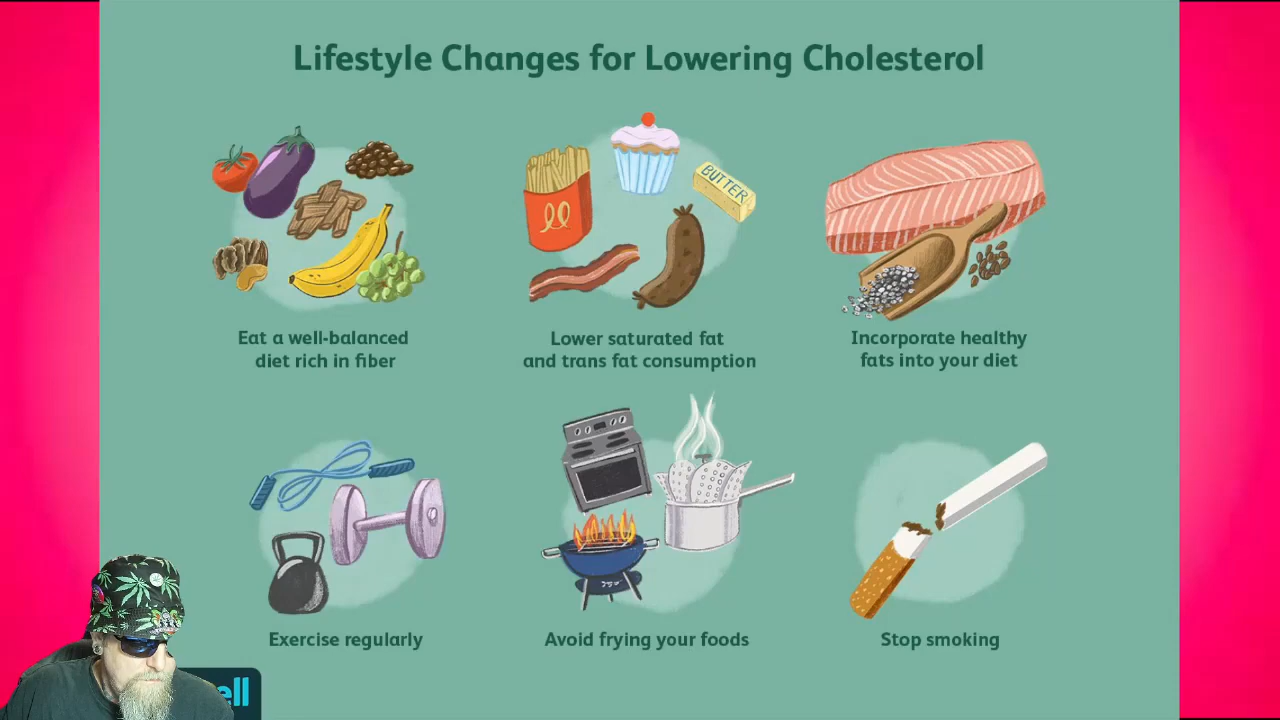 Lifestyle Changes for Lowering Cholesterol
BUTTER
Eat a well-balanced
diet rich in fiber
Lower saturated fat
and trans fat consumption
Incorporate healthy
fats into your diet
Exercise regularly
Avoid frying your foods
Stop smoking
ell